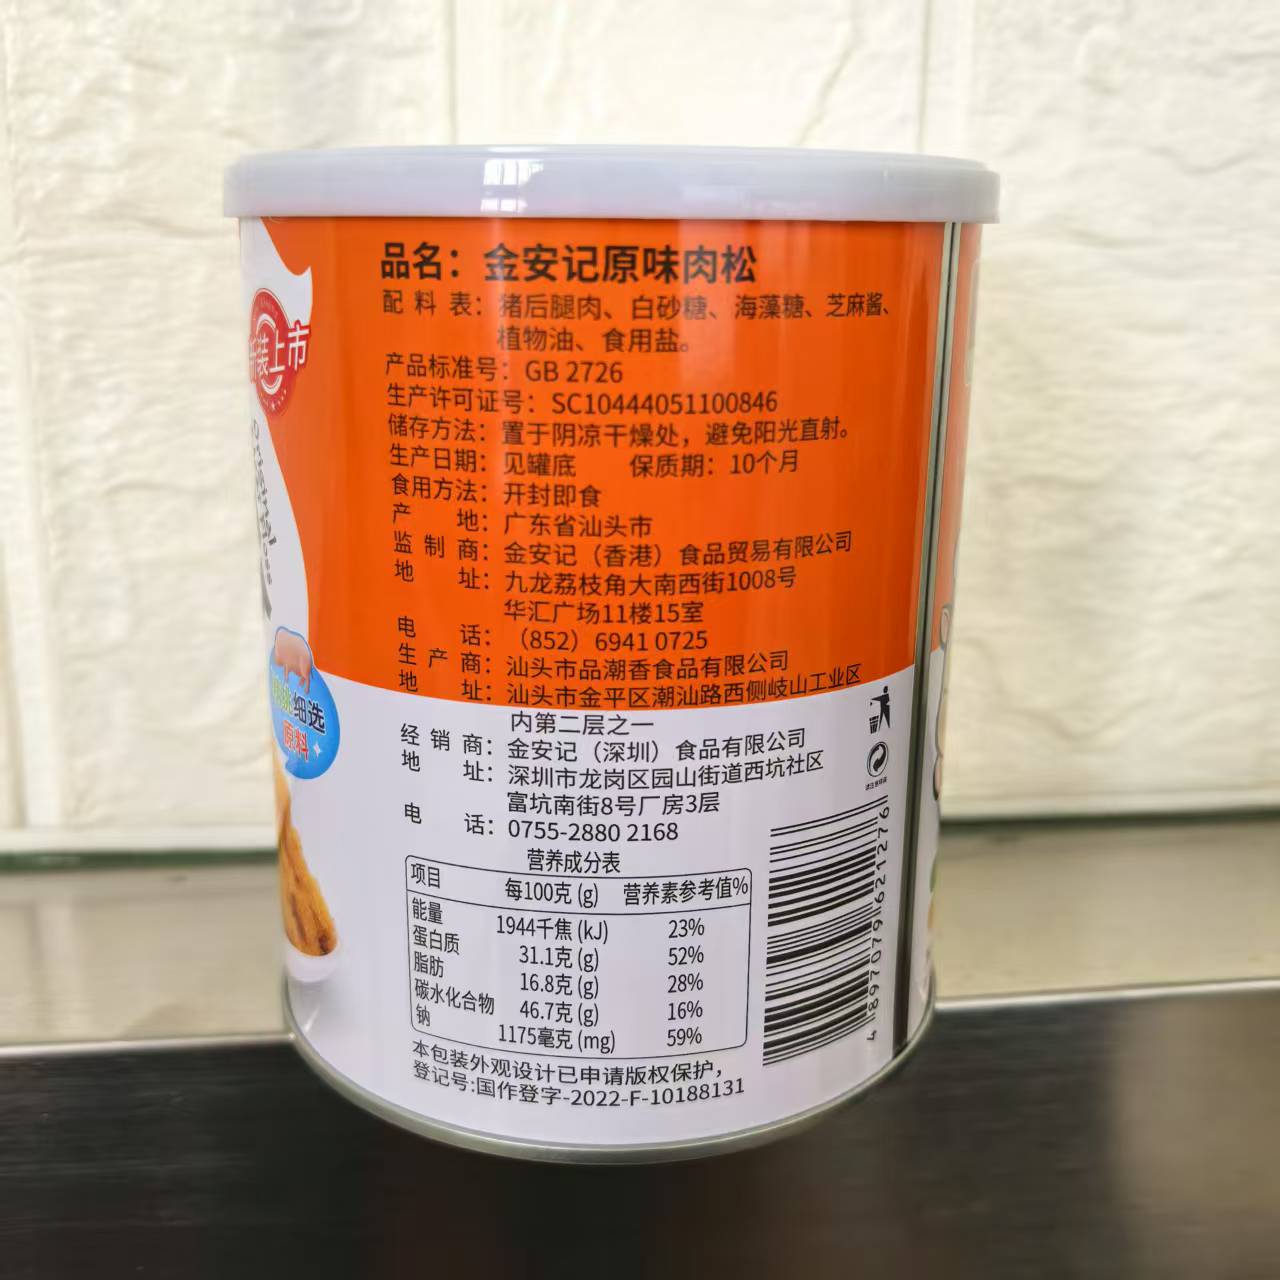 品名：金安记原味肉松
配料表：猪后腿肉、白砂糖、海藻糖、芝麻酱、
植物油、食用盐。
产品标准号：GB 2726
生产许可证号：SC10444051100846
储存方法：置于阴凉干燥处，避免阳光直射。
生产日期：见罐底 保质期：10个月
食用方法：开封即食
产地：广东省汕头市
监制商：金安记（香港）食品贸易有限公司
地址：九龙荔枝角大南西街1008号
华汇广场11楼15室
电话：（852）6941 0725
生产商：汕头市品潮香食品有限公司
地址：汕头市金平区潮汕路西侧岐山工业区
内第二层之一
经销商：金安记（深圳）食品有限公司
地址：深圳市龙岗区园山街道西坑社区
富坑南街8号厂房3层
电话：0755-2880 2168
营养成分表
项目 每100克(g) 营养素参考值%
能量 1944千焦(kJ) 23%
蛋白质 31.1克(g) 52%
脂肪 16.8克(g) 28%
碳水化合物 46.7克(g) 16%
钠 1175毫克(mg) 59%
本包装外观设计已申请版权保护，
登记号:国作登字-2022-F-10188131
4 897079 621276
新装上市
Original
细选
原料